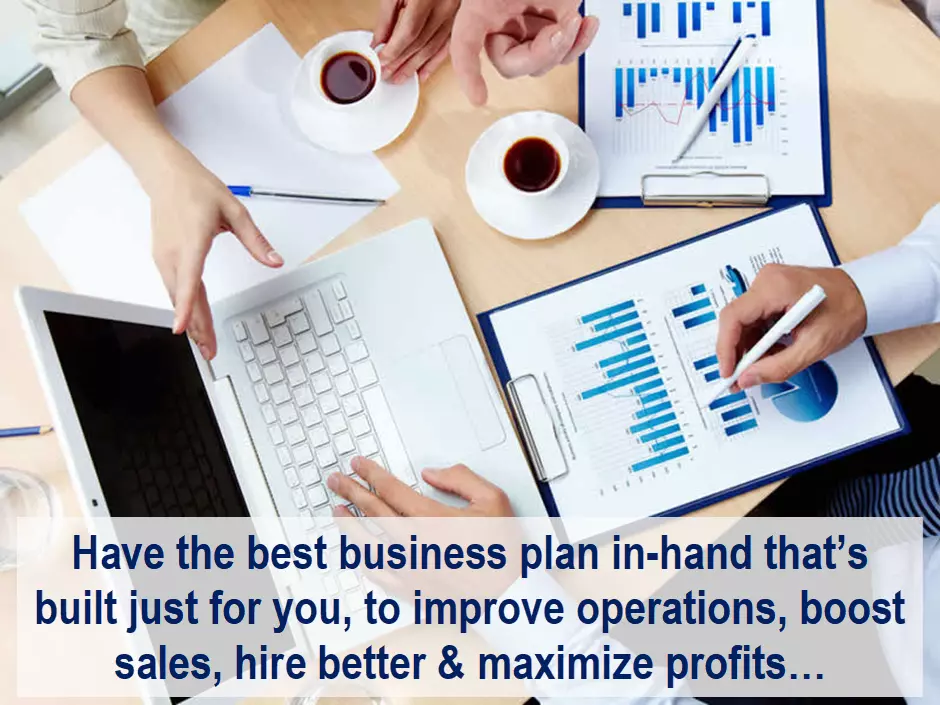 Have the best business plan in-hand that’s
built just for you, to improve operations, boost
sales, hire better & maximize profits…